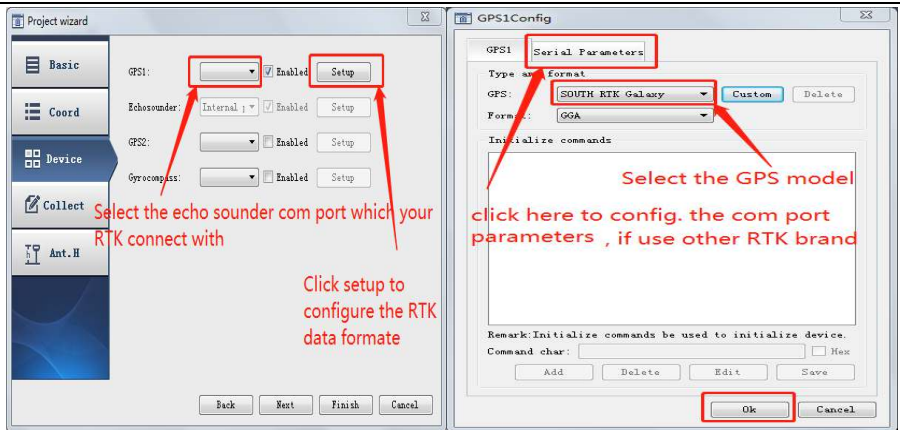 Project wizard
Basic
Coord
Device
Collect
Ant.H
GPS1: Enabled Setup
Echosounder: Internal Enabled Setup
GPS2: Enabled Setup
Gyrocompass: Enabled Setup
Select the echo sounder com port which your
RTK connect with
Click setup to
configure the RTK
data formate
Back Next Finish Cancel
GPS1Config
GPS1 Serial Parameters
Type and format
GPS: SOUTH RTK Galaxy Custom Delete
Format: GGA
Initialize commands
Select the GPS model
click here to config. the com port
parameters , if use other RTK brand
Remark:Initialize commands be used to initialize device.
Command char: Hex
Add Delete Edit Save
Ok Cancel